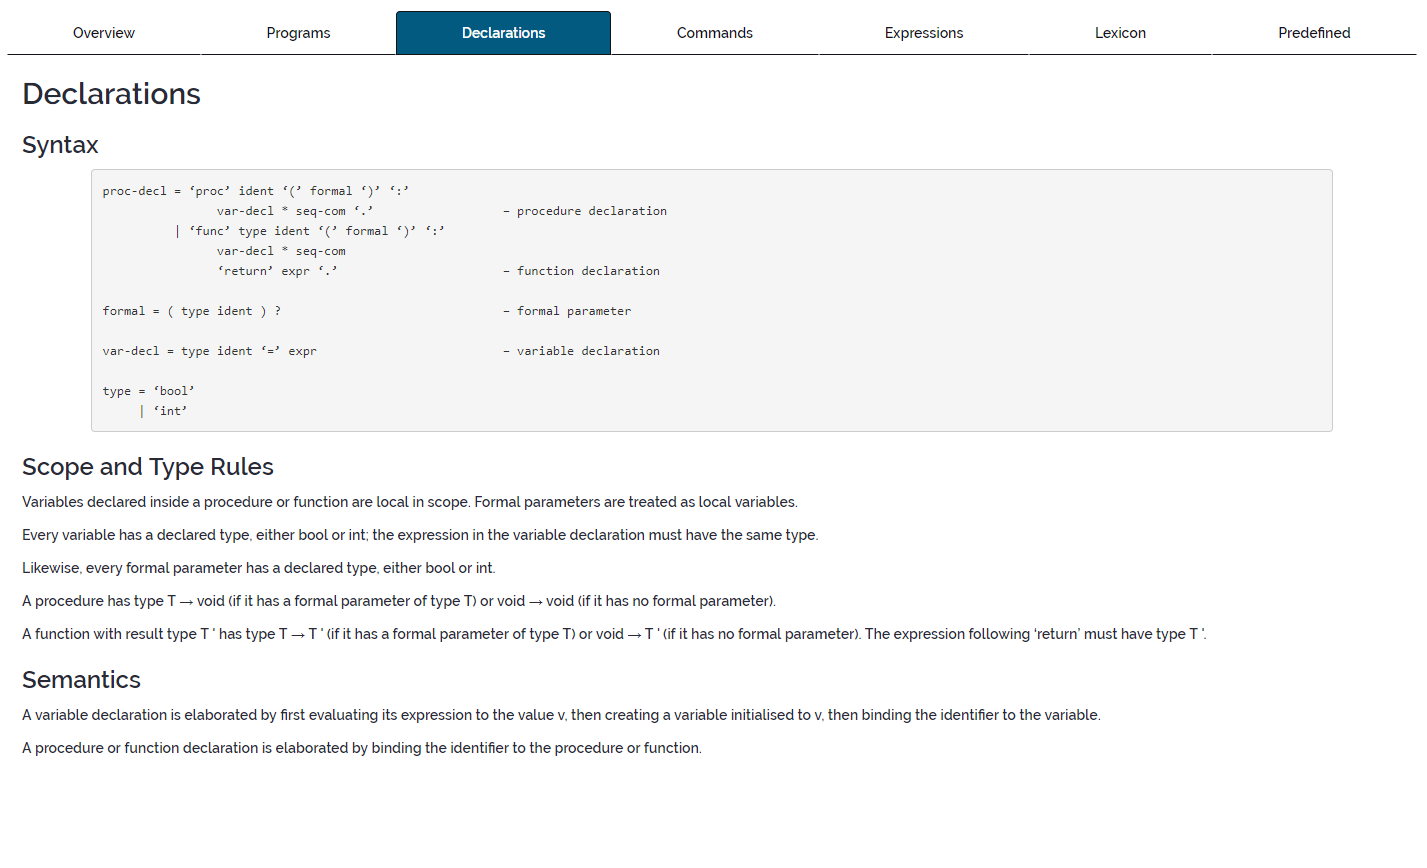 Overview Programs Declarations Commands Expressions Lexicon Predefined
Declarations
Syntax
proc-decl = ‘proc’ ident ‘(’ formal ‘)’ ‘:’
var-decl * seq-com ‘.’ – procedure declaration
| ‘func’ type ident ‘(’ formal ‘)’ ‘:’
var-decl * seq-com
‘return’ expr ‘.’ – function declaration
formal = ( type ident ) ? – formal parameter
var-decl = type ident ‘=’ expr – variable declaration
type = ‘bool’
| ‘int’
Scope and Type Rules
Variables declared inside a procedure or function are local in scope. Formal parameters are treated as local variables.
Every variable has a declared type, either bool or int; the expression in the variable declaration must have the same type.
Likewise, every formal parameter has a declared type, either bool or int.
A procedure has type T → void (if it has a formal parameter of type T) or void → void (if it has no formal parameter).
A function with result type T ' has type T → T ' (if it has a formal parameter of type T) or void → T ' (if it has no formal parameter). The expression following ‘return’ must have type T '.
Semantics
A variable declaration is elaborated by first evaluating its expression to the value v, then creating a variable initialised to v, then binding the identifier to the variable.
A procedure or function declaration is elaborated by binding the identifier to the procedure or function.